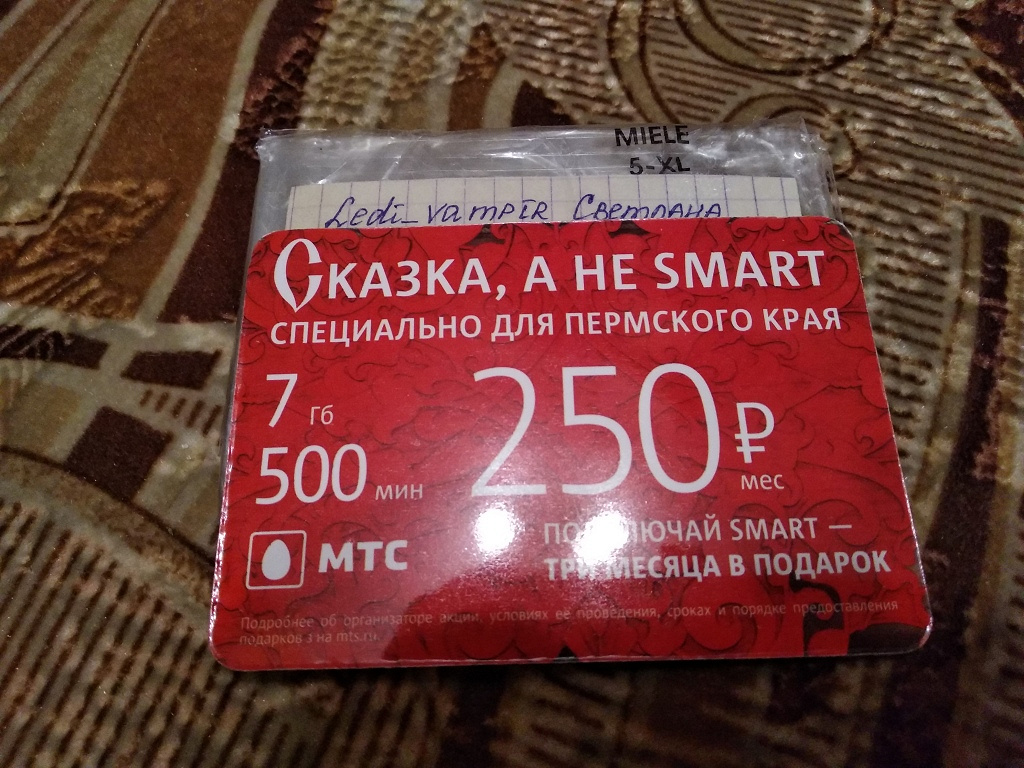 MIELE
5-XL
Ledi_vampir Светлана
СКАЗКА, А НЕ SMART
СПЕЦИАЛЬНО ДЛЯ ПЕРМСКОГО КРАЯ
7 Гб
500 мин
250 ₽
мес
МТС
ПОДКЛЮЧАЙ SMART —
ТРИ МЕСЯЦА В ПОДАРОК
Подробнее об организаторе акции, условиях её проведения, сроках и порядке предоставления
подарков з на mts.ru.